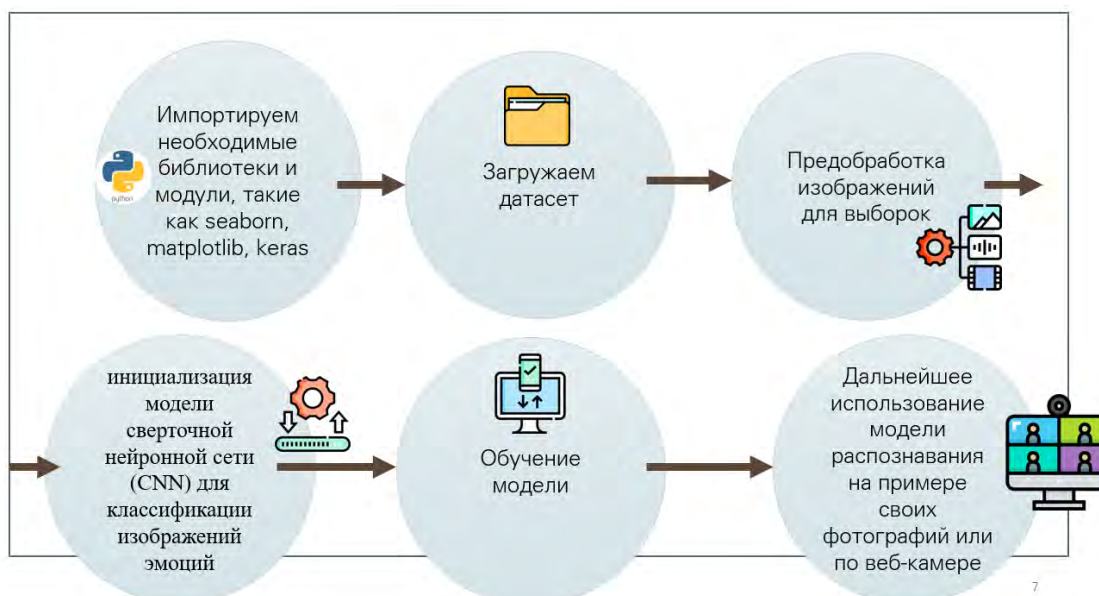 Импортируем
необходимые
библиотеки и
модули, такие
как seaborn,
matplotlib, keras
python
Загружаем
датасет
Предобработка
изображений
для выборок
инициализация
модели
сверточной
нейронной сети
(CNN) для
классификации
изображений
эмоций
Обучение
модели
Дальнейшее
использование
модели
распознавания
на примере
своих
фотографий или
по веб-камере
7